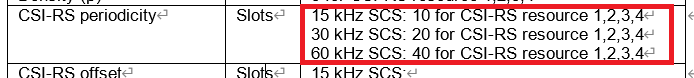 CSI-RS periodicity Slots 15 kHz SCS: 10 for CSI-RS resource 1,2,3,4
30 kHz SCS: 20 for CSI-RS resource 1,2,3,4
60 kHz SCS: 40 for CSI-RS resource 1,2,3,4
CSI-RS offset Slots 15 kHz SCS: